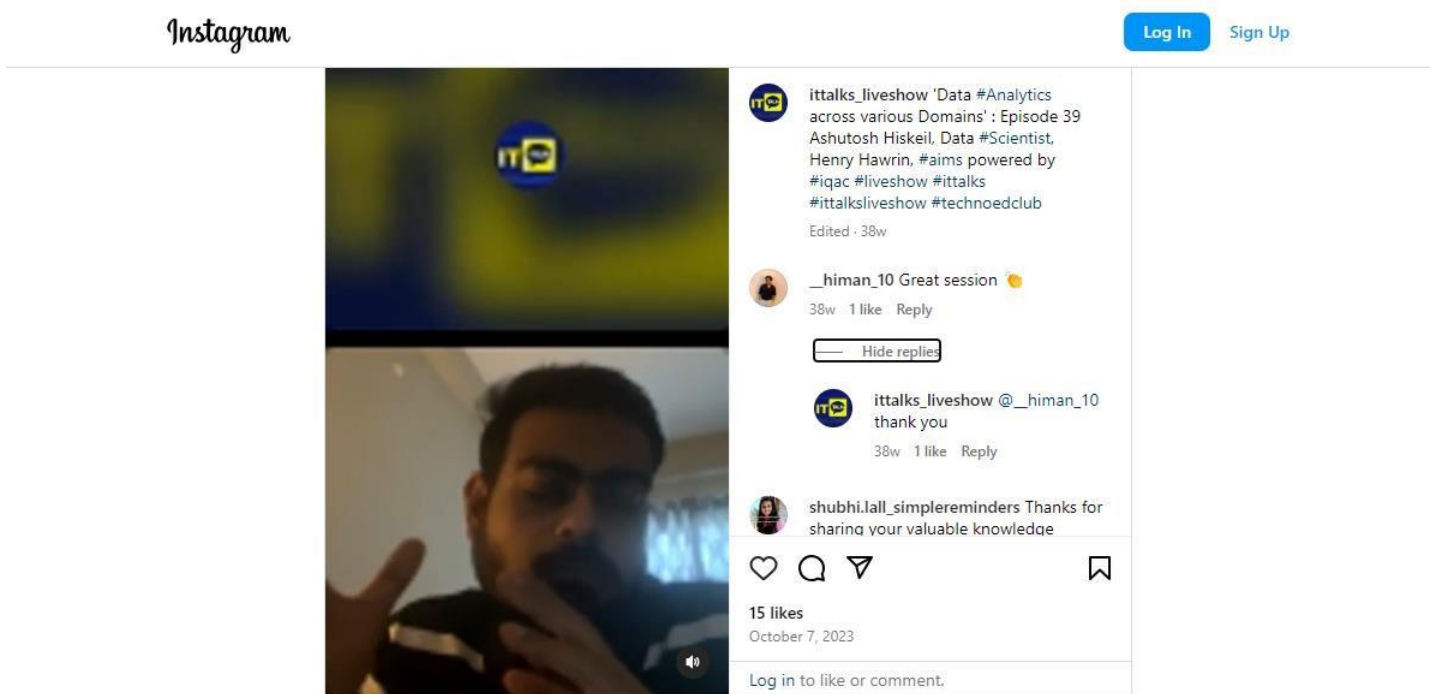 Instagram
Log In
Sign Up
IT
ittalks_liveshow 'Data #Analytics
across various Domains' : Episode 39
Ashutosh Hiskeil, Data #Scientist,
Henry Hawrin, #aims powered by
#iqac #liveshow #ittalks
#ittalksliveshow #technoedclub
Edited · 38w
__himan_10 Great session 👏
38w 1 like Reply
Hide replies
ittalks_liveshow @__himan_10
thank you
38w 1 like Reply
shubhi.lall_simplereminders Thanks for
sharing your valuable knowledge
15 likes
October 7, 2023
Log in to like or comment.